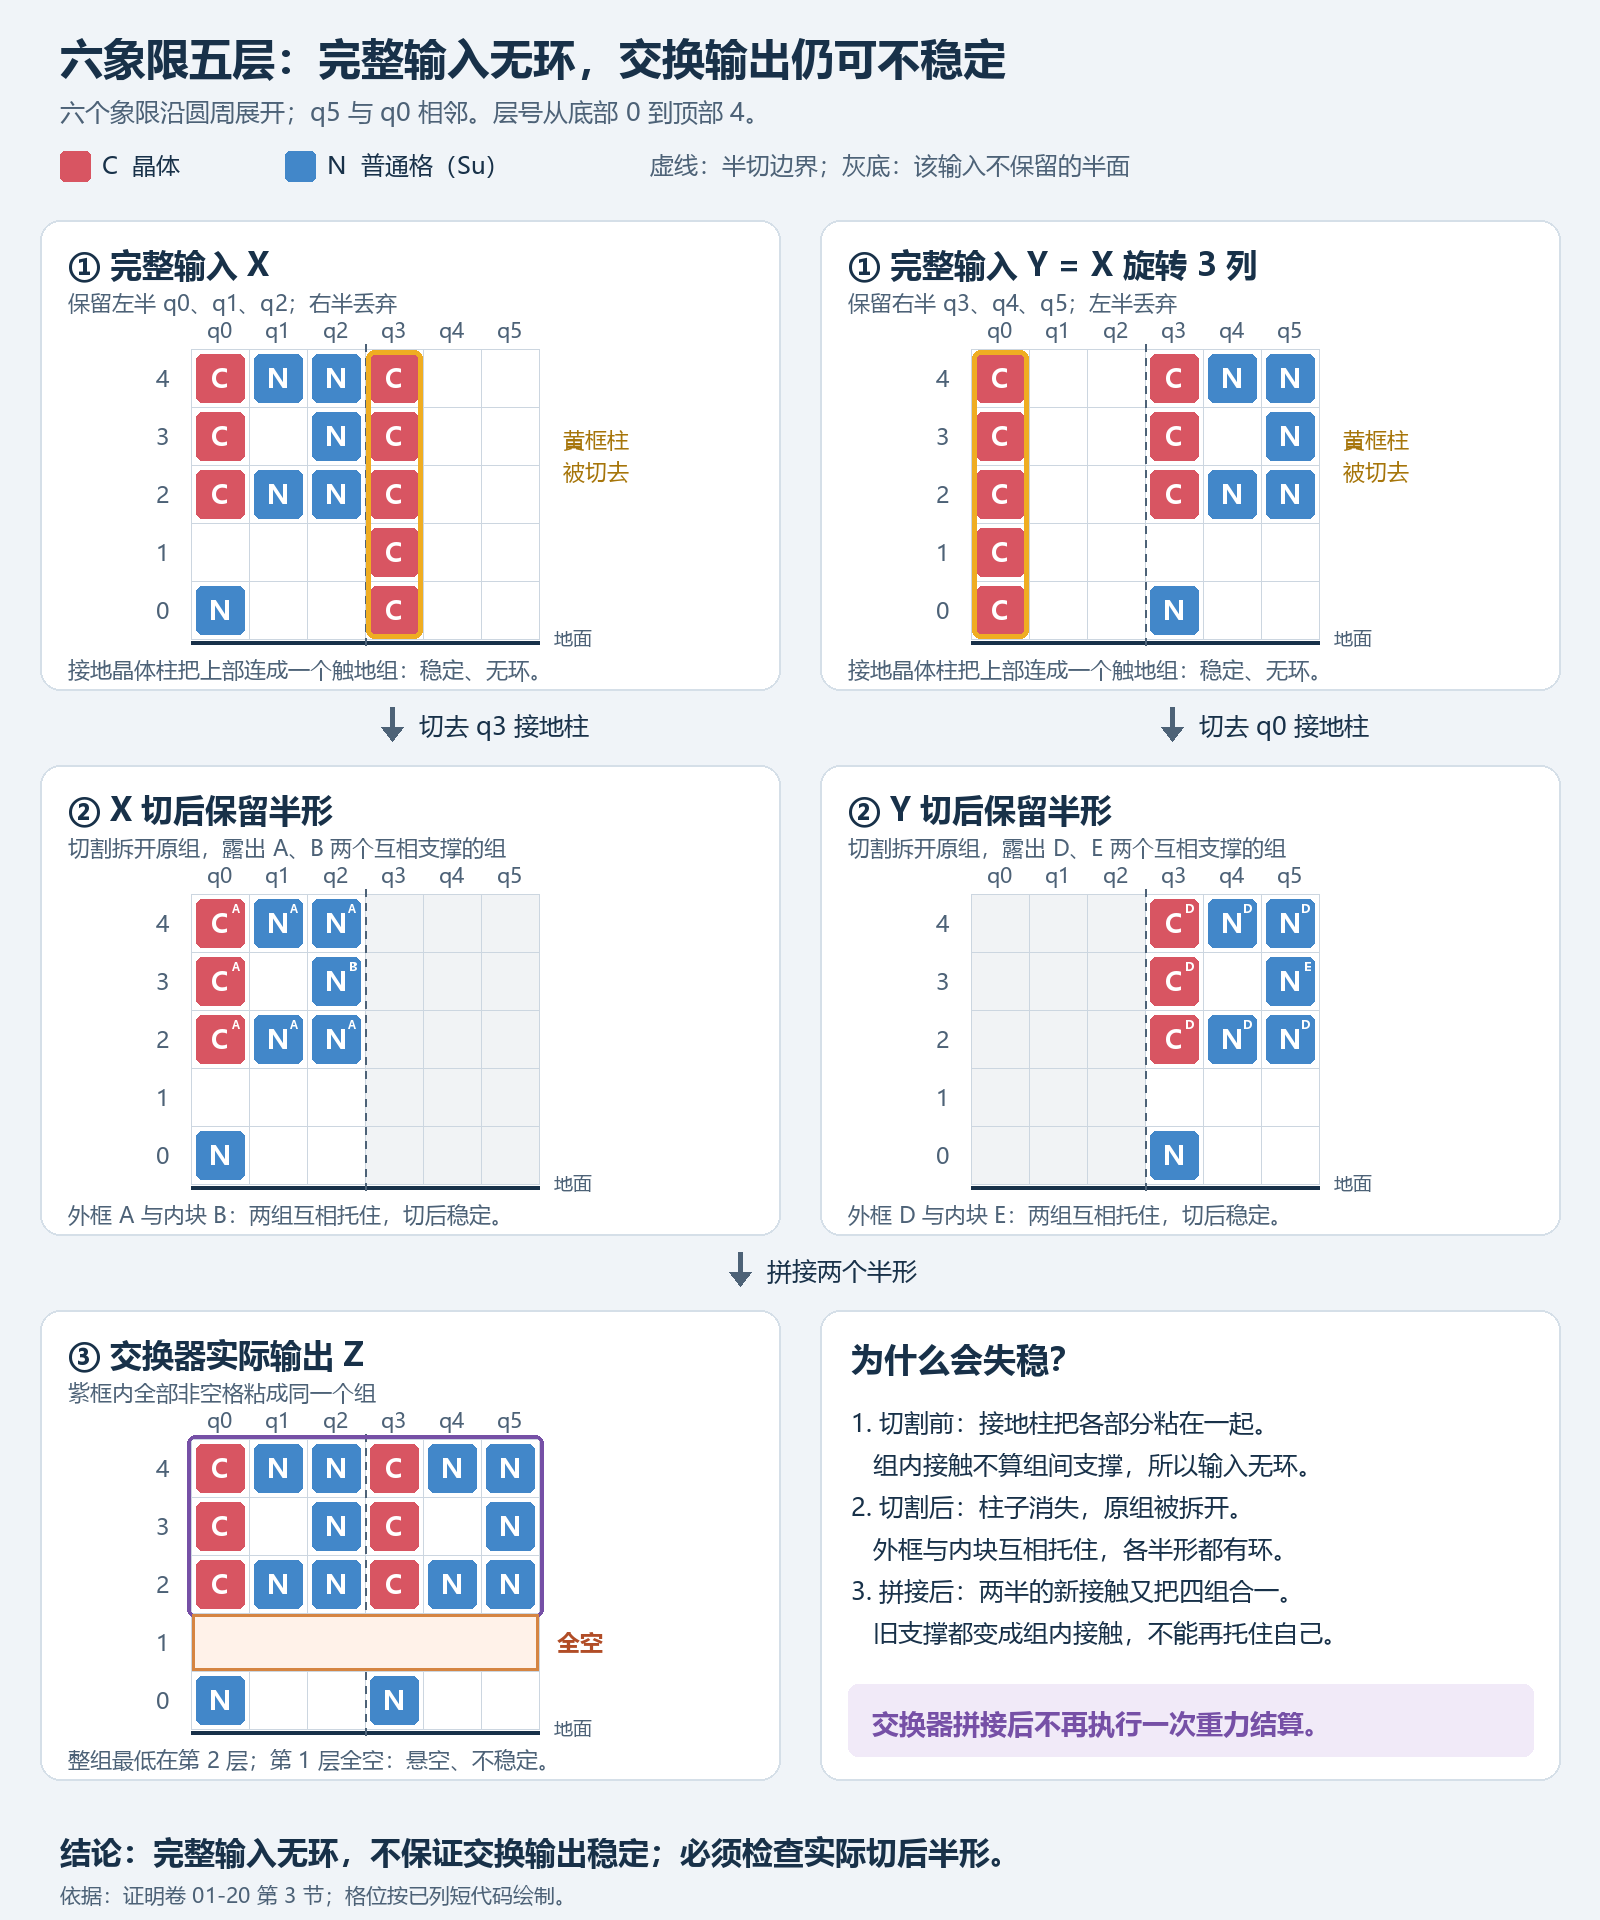 六象限五层：完整输入无环，交换输出仍可不稳定
六个象限沿圆周展开；q5 与 q0 相邻。层号从底部 0 到顶部 4。
C 晶体
N 普通格（Su）
虚线：半切边界；灰底：该输入不保留的半面
① 完整输入 X
保留左半 q0、q1、q2；右半丢弃
q0 q1 q2 q3 q4 q5
4 C N N C
3 C N C
黄框柱
被切去
2 C N N C
1 C
0 N C
地面
接地晶体柱把上部连成一个触地组：稳定、无环。
① 完整输入 Y = X 旋转 3 列
保留右半 q3、q4、q5；左半丢弃
q0 q1 q2 q3 q4 q5
4 C C N N
3 C C N
黄框柱
被切去
2 C C N N
1 C
0 C N
地面
接地晶体柱把上部连成一个触地组：稳定、无环。
切去 q3 接地柱
切去 q0 接地柱
② X 切后保留半形
切割拆开原组，露出 A、B 两个互相支撑的组
q0 q1 q2 q3 q4 q5
4 C A N A N A
3 C A N B
2 C A N A N A
1
0 N
地面
外框 A 与内块 B：两组互相托住，切后稳定。
② Y 切后保留半形
切割拆开原组，露出 D、E 两个互相支撑的组
q0 q1 q2 q3 q4 q5
4 C D N D N D
3 C D N E
2 C D N D N D
1
0 N
地面
外框 D 与内块 E：两组互相托住，切后稳定。
拼接两个半形
③ 交换器实际输出 Z
紫框内全部非空格粘成同一个组
q0 q1 q2 q3 q4 q5
4 C N N C N N
3 C N C N
2 C N N C N N
1 全空
0 N N
地面
整组最低在第 2 层；第 1 层全空：悬空、不稳定。
为什么会失稳？
1. 切割前：接地柱把各部分粘在一起。
组内接触不算组间支撑，所以输入无环。
2. 切割后：柱子消失，原组被拆开。
外框与内块互相托住，各半形都有环。
3. 拼接后：两半的新接触又把四组合一。
旧支撑都变成组内接触，不能再托住自己。
交换器拼接后不再执行一次重力结算。
结论：完整输入无环，不保证交换输出稳定；必须检查实际切后半形。
依据：证明卷 01-20 第 3 节；格位按已列短代码绘制。